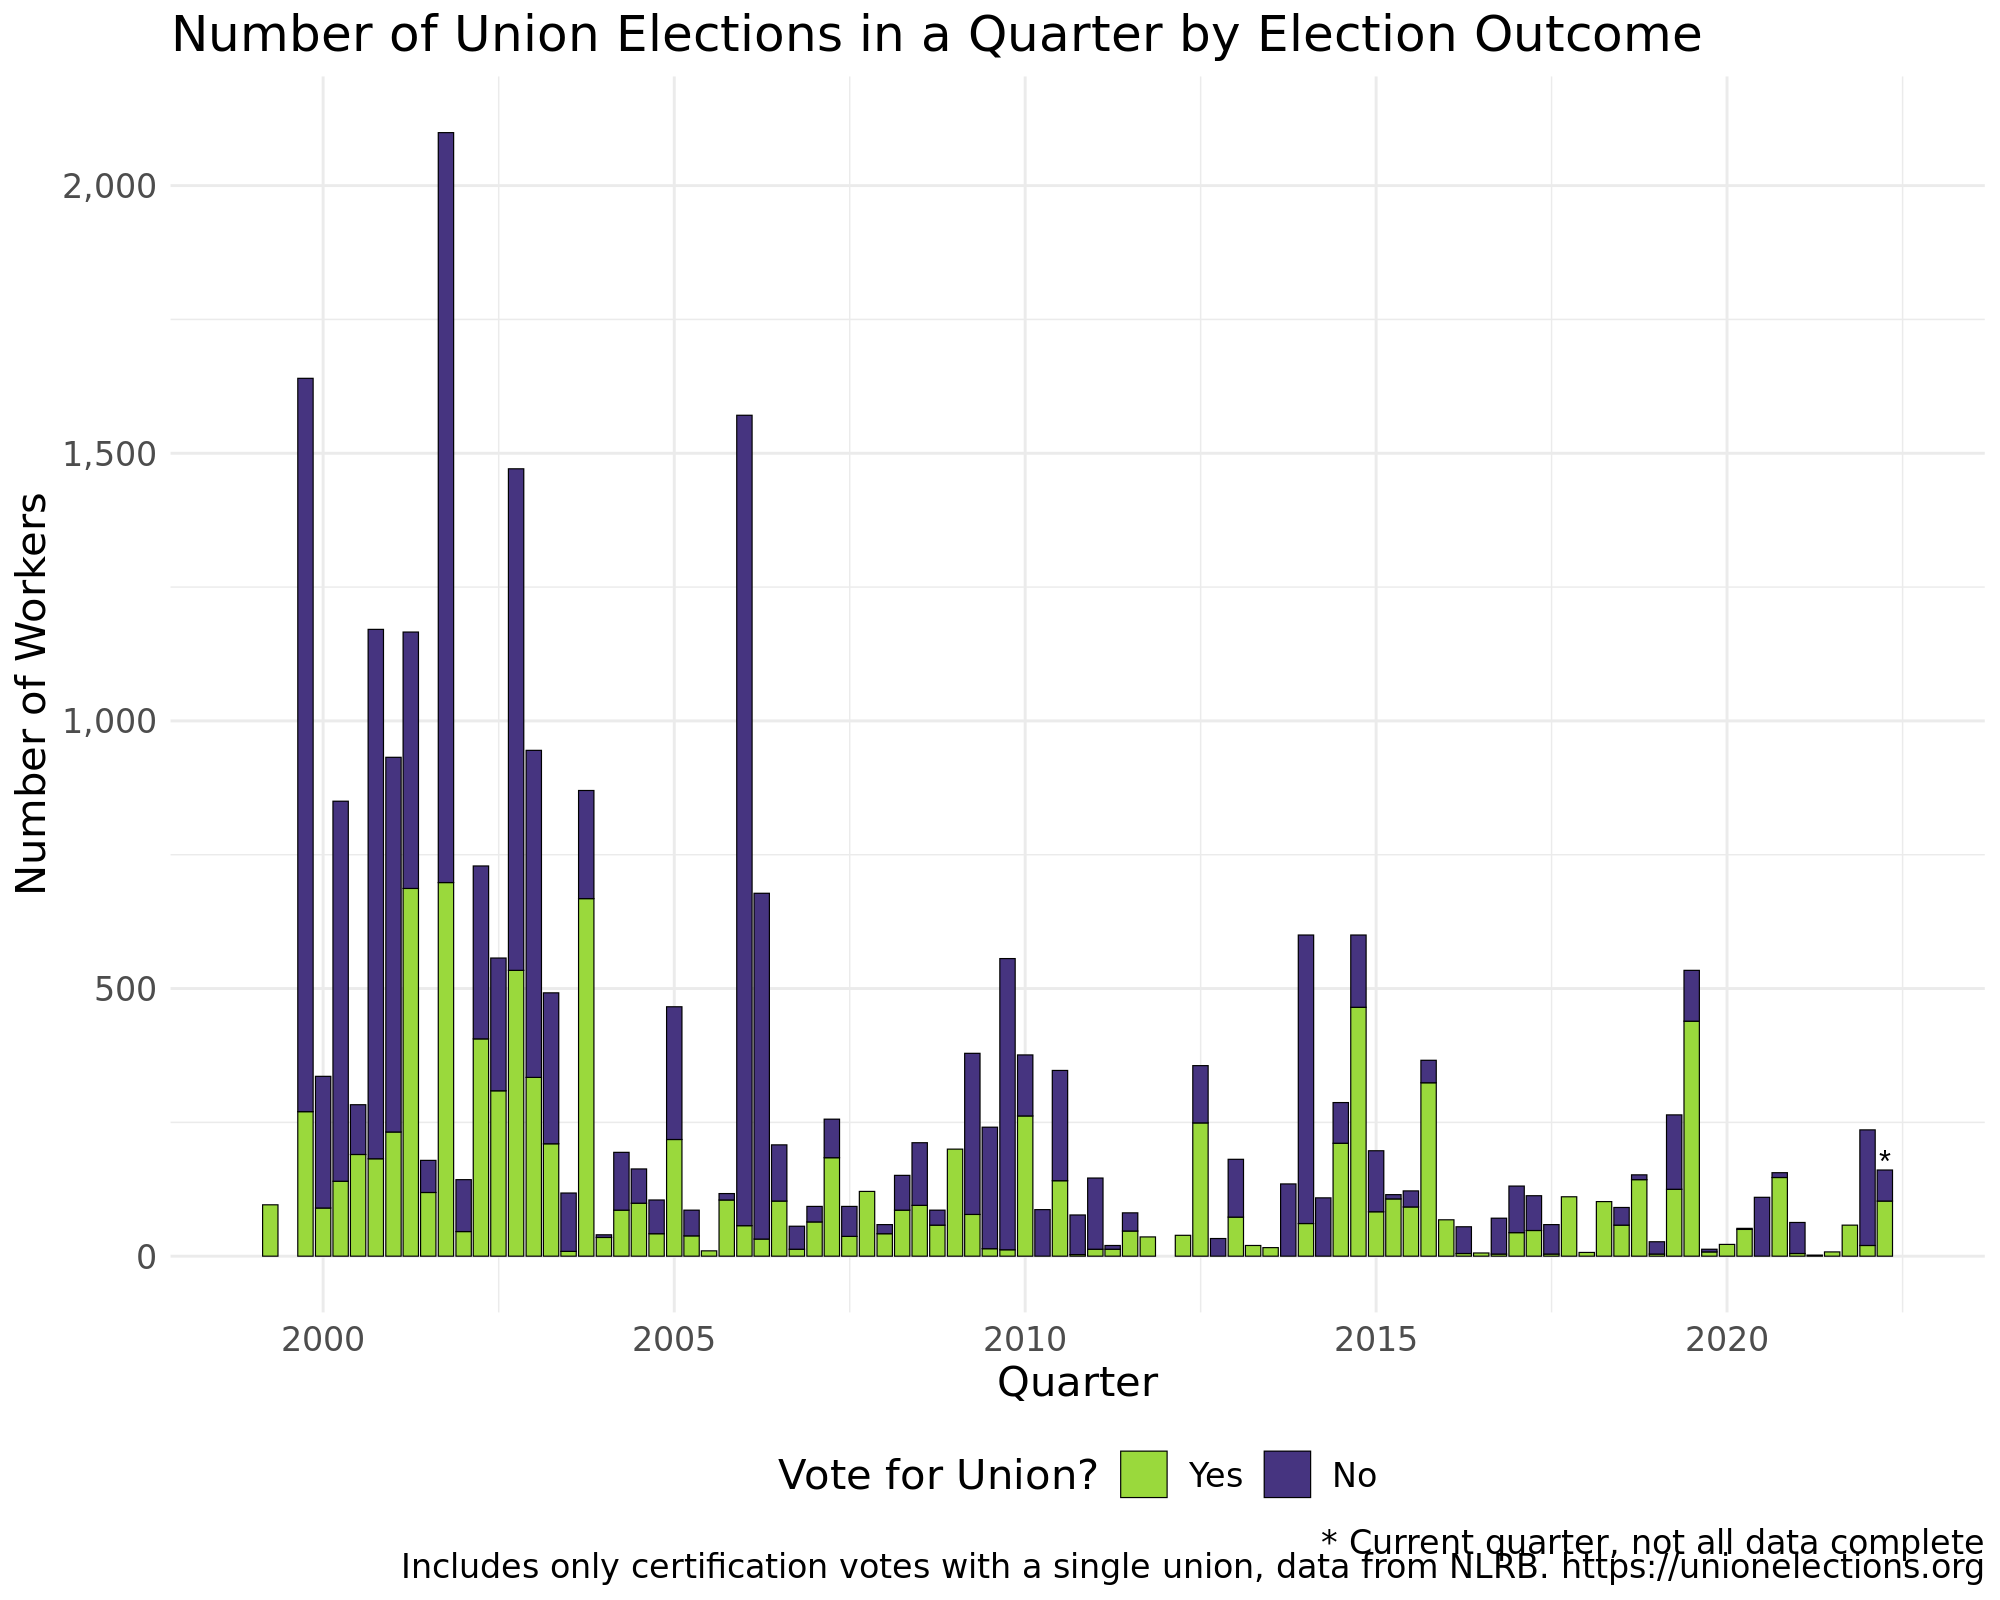 Number of Union Elections in a Quarter by Election Outcome
Number of Workers
2,000
1,500
1,000
500
0
*
2000 2005 2010 2015 2020
Quarter
Vote for Union? Yes No
* Current quarter, not all data complete
Includes only certification votes with a single union, data from NLRB. https://unionelections.org